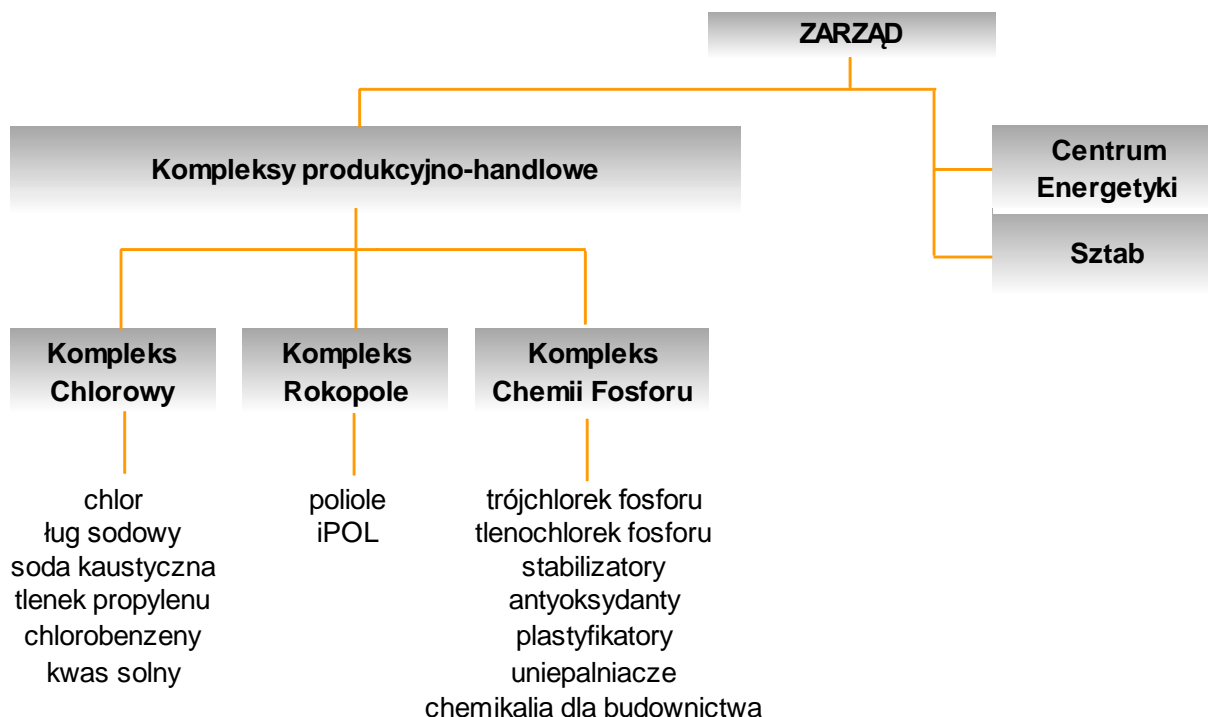 ZARZĄD
Kompleksy produkcyjno-handlowe
Centrum
Energetyki
Sztab
Kompleks
Chlorowy
Kompleks
Rokopole
Kompleks
Chemii Fosforu
chlor
ług sodowy
soda kaustyczna
tlenek propylenu
chlorobenzeny
kwas solny
poliole
iPOL
trójchlorek fosforu
tlenochlorek fosforu
stabilizatory
antyoksydanty
plastyfikatory
uniepalniacze
chemikalia dla budownictwa